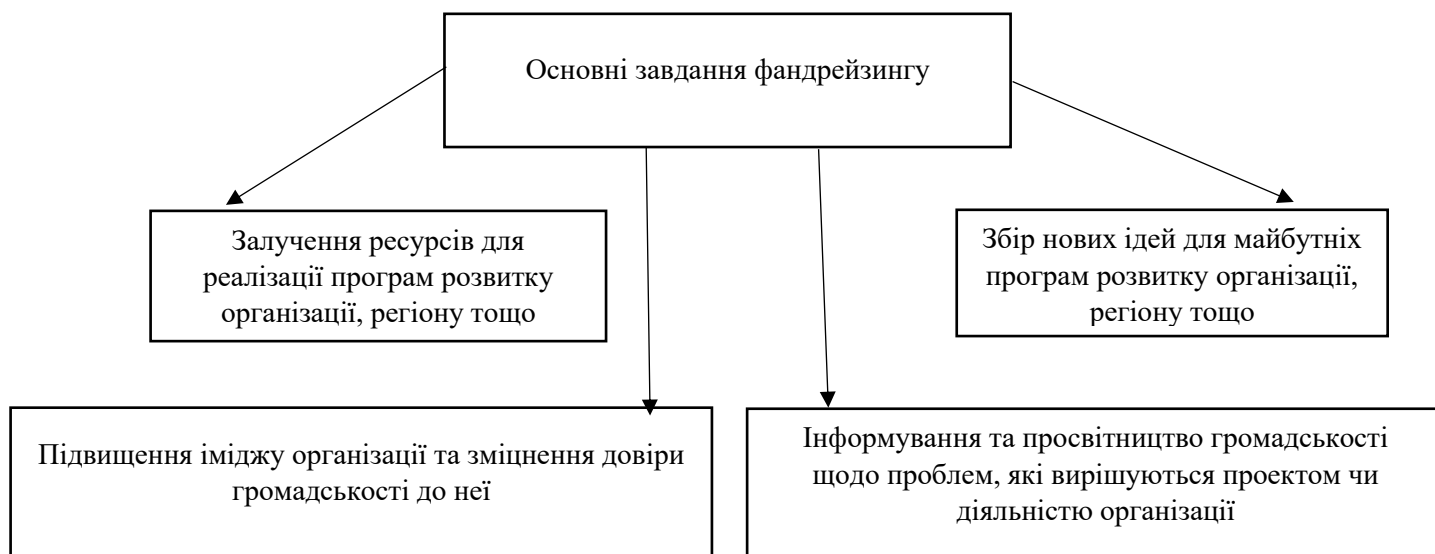 Основні завдання фандрейзингу
Залучення ресурсів для
реалізації програм розвитку
організації, регіону тощо
Збір нових ідей для майбутніх
програм розвитку організації,
регіону тощо
Підвищення іміджу організації та зміцнення довіри
громадськості до неї
Інформування та просвітництво громадськості
щодо проблем, які вирішуються проектом чи
діяльністю організації